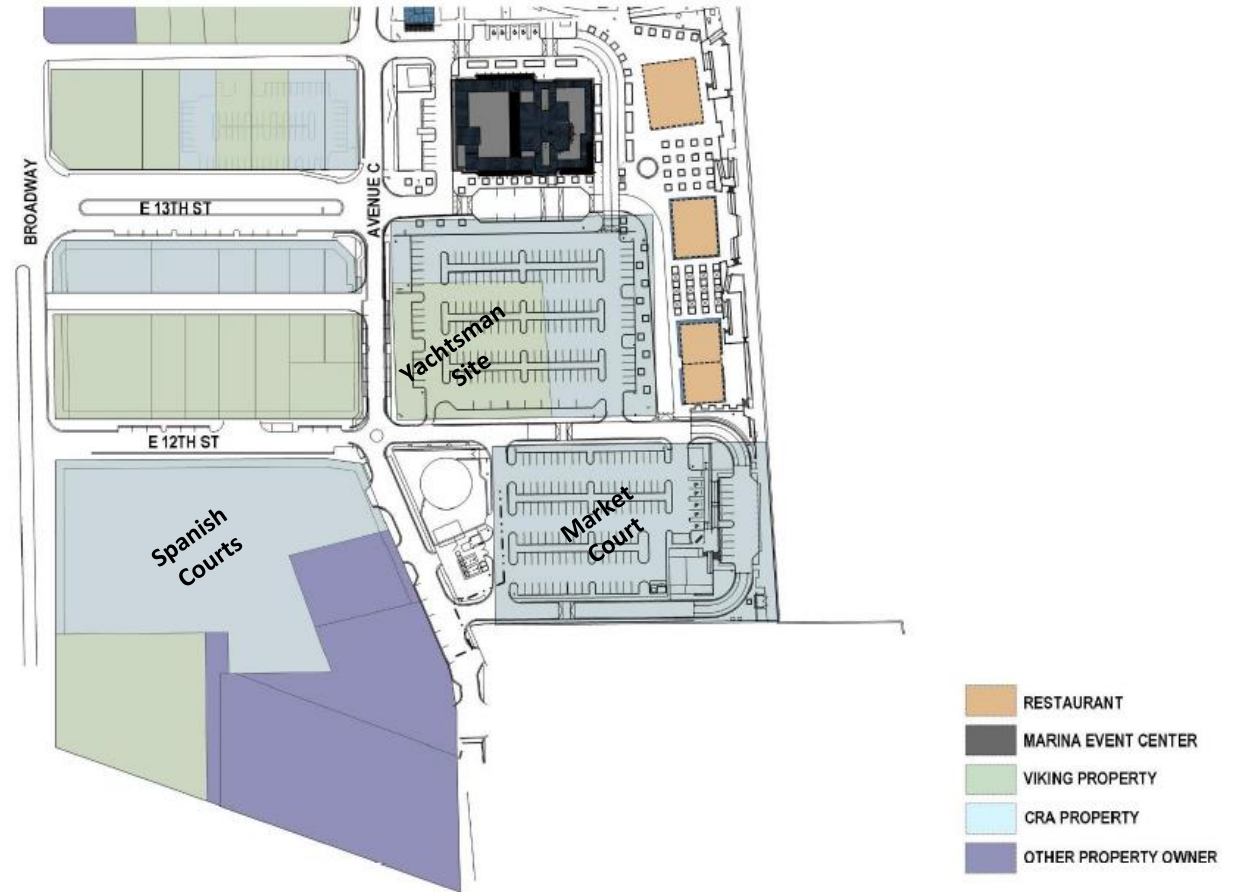 BROADWAY
AVENUE C
E 13TH ST
Yachtsman
Site
E 12TH ST
Spanish
Courts
Market
Court
RESTAURANT
MARINA EVENT CENTER
VIKING PROPERTY
CRA PROPERTY
OTHER PROPERTY OWNER